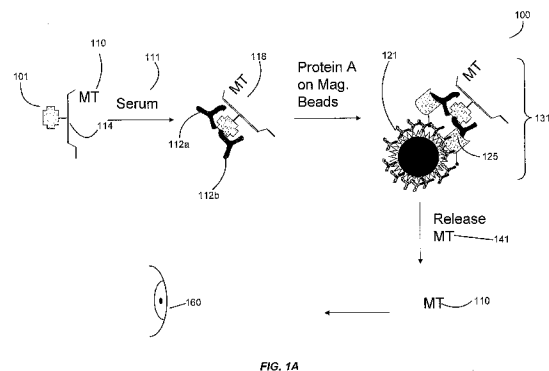 100
110
101
MT
114
111
Serum
118
MT
112a
112b
Protein A
on Mag.
Beads
121
MT
125
131
Release
MT 141
MT 110
160
FIG. 1A